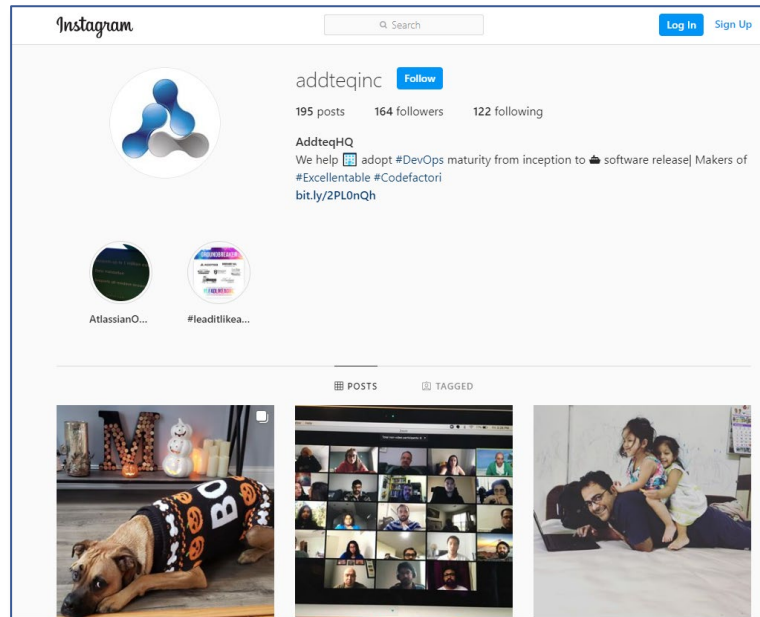 Instagram
Search
Log In
Sign Up
addteqinc
Follow
195 posts 164 followers 122 following
AddteqHQ
We help adopt #DevOps maturity from inception to software release| Makers of
#Excellentable #Codefactori
bit.ly/2PL0nQh
AtlassianO...
#leaditlikea...
POSTS
TAGGED
M
BO